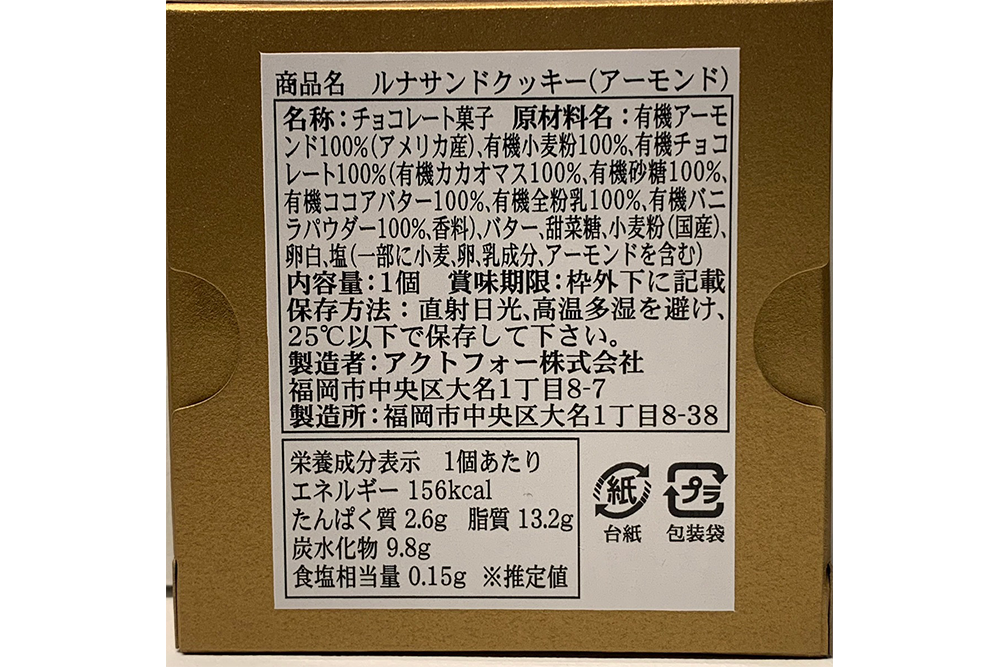 商品名　ルナサンドクッキー(アーモンド)
名称：チョコレート菓子　原材料名：有機アーモ
ンド100%(アメリカ産)、有機小麦粉100%、有機チョコ
レート100%(有機カカオマス100%、有機砂糖100%、
有機ココアバター100%、有機全粉乳100%、有機バニ
ラパウダー100%、香料)、バター、甜菜糖、小麦粉(国産)、
卵白、塩(一部に小麦、卵、乳成分、アーモンドを含む)
内容量：1個　賞味期限：枠外下に記載
保存方法：直射日光、高温多湿を避け、
25℃以下で保存して下さい。
製造者：アクトフォー株式会社
福岡市中央区大名1丁目8-7
製造所：福岡市中央区大名1丁目8-38
栄養成分表示　1個あたり
エネルギー 156kcal
たんぱく質 2.6g　脂質 13.2g
炭水化物 9.8g
食塩相当量 0.15g　※推定値
紙
台紙
プラ
包装袋